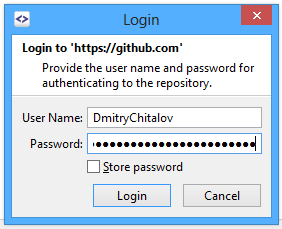 Login
Login to 'https://github.com'
Provide the user name and password for
authenticating to the repository.
User Name: DmitryChitalov
Password:
Store password
Login Cancel